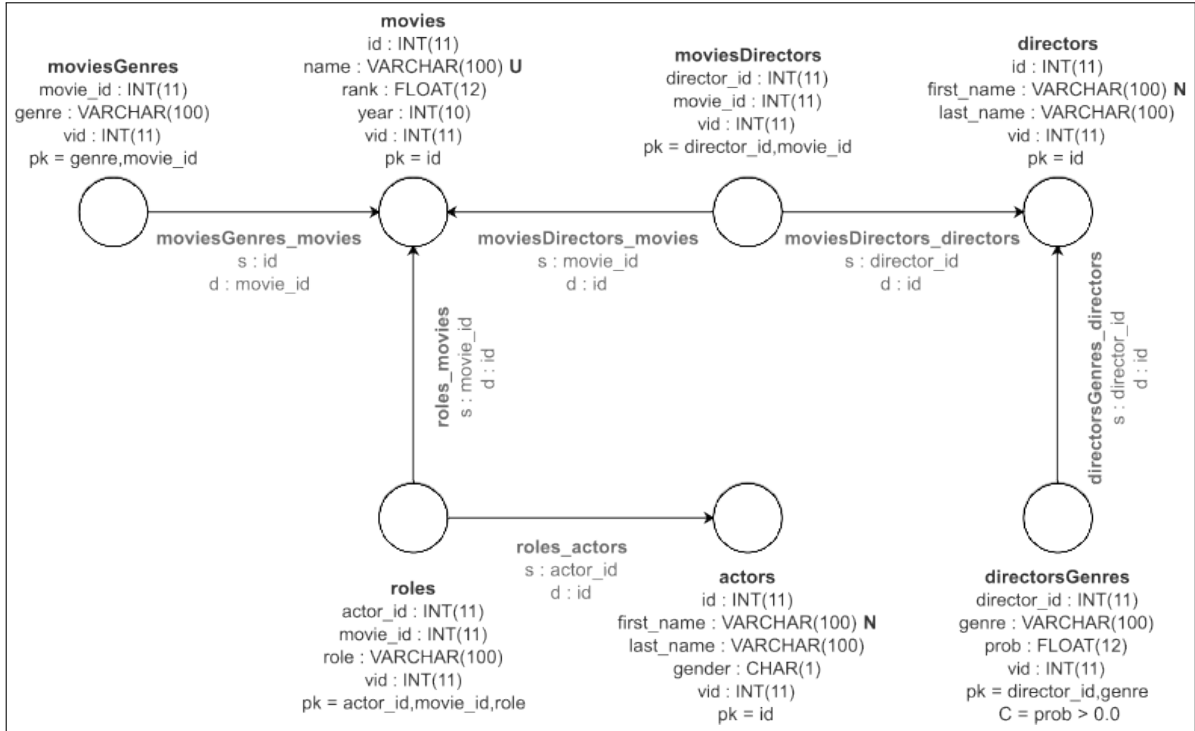 moviesGenres
movie_id : INT(11)
genre : VARCHAR(100)
vid : INT(11)
pk = genre,movie_id
movies
id : INT(11)
name : VARCHAR(100) U
rank : FLOAT(12)
year : INT(10)
vid : INT(11)
pk = id
moviesDirectors
director_id : INT(11)
movie_id : INT(11)
vid : INT(11)
pk = director_id,movie_id
directors
id : INT(11)
first_name : VARCHAR(100) N
last_name : VARCHAR(100)
vid : INT(11)
pk = id
moviesGenres_movies
s : id
d : movie_id
moviesDirectors_movies
s : movie_id
d : id
moviesDirectors_directors
s : director_id
d : id
roles_movies
s : movie_id
d : id
directorsGenres_directors
s : director_id
d : id
roles_actors
s : actor_id
d : id
roles
actor_id : INT(11)
movie_id : INT(11)
role : VARCHAR(100)
vid : INT(11)
pk = actor_id,movie_id,role
actors
id : INT(11)
first_name : VARCHAR(100) N
last_name : VARCHAR(100)
gender : CHAR(1)
vid : INT(11)
pk = id
directorsGenres
director_id : INT(11)
genre : VARCHAR(100)
prob : FLOAT(12)
vid : INT(11)
pk = director_id,genre
C = prob > 0.0